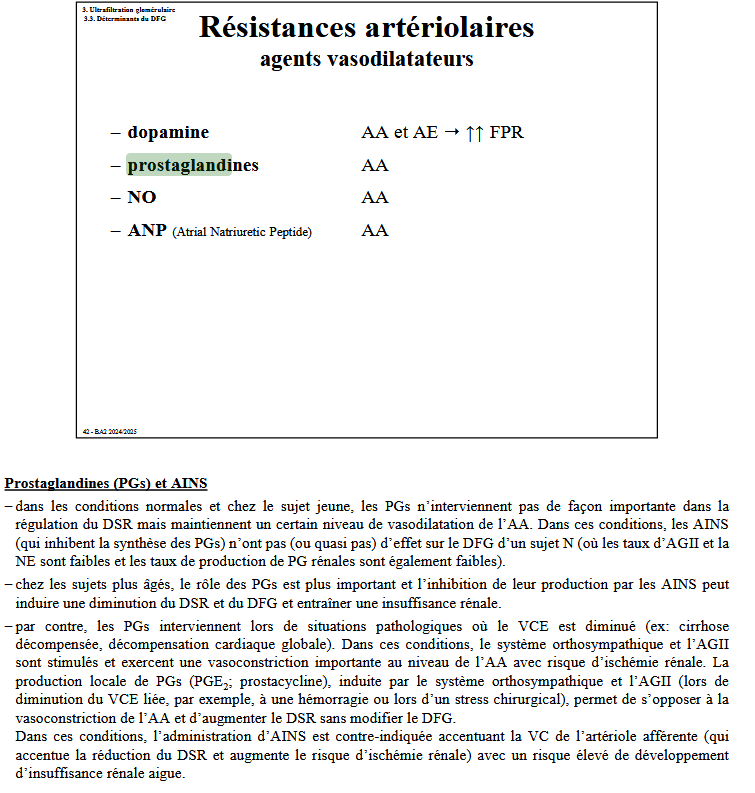 3. Ultrafiltration glomérulaire
3.3. Déterminants du DFG
Résistances artériolaires
agents vasodilatateurs
– dopamine AA et AE → ↑↑ FPR
– prostaglandines AA
– NO AA
– ANP (Atrial Natriuretic Peptide) AA
42 - BA2 2024/2025
Prostaglandines (PGs) et AINS
– dans les conditions normales et chez le sujet jeune, les PGs n'interviennent pas de façon importante dans la
régulation du DSR mais maintiennent un certain niveau de vasodilatation de l'AA. Dans ces conditions, les AINS
(qui inhibent la synthèse des PGs) n'ont pas (ou quasi pas) d'effet sur le DFG d'un sujet N (où les taux d'AGII et la
NE sont faibles et les taux de production de PG rénales sont également faibles).
– chez les sujets plus âgés, le rôle des PGs est plus important et l'inhibition de leur production par les AINS peut
induire une diminution du DSR et du DFG et entraîner une insuffisance rénale.
– par contre, les PGs interviennent lors de situations pathologiques où le VCE est diminué (ex: cirrhose
décompensée, décompensation cardiaque globale). Dans ces conditions, le système orthosympathique et l'AGII
sont stimulés et exercent une vasoconstriction importante au niveau de l'AA avec risque d'ischémie rénale. La
production locale de PGs (PGE₂; prostacycline), induite par le système orthosympathique et l'AGII (lors de
diminution du VCE liée, par exemple, à une hémorragie ou lors d'un stress chirurgical), permet de s'opposer à la
vasoconstriction de l'AA et d'augmenter le DSR sans modifier le DFG.
Dans ces conditions, l'administration d'AINS est contre-indiquée accentuant la VC de l'artériole afférente (qui
accentue la réduction du DSR et augmente le risque d'ischémie rénale) avec un risque élevé de développement
d'insuffisance rénale aigue.